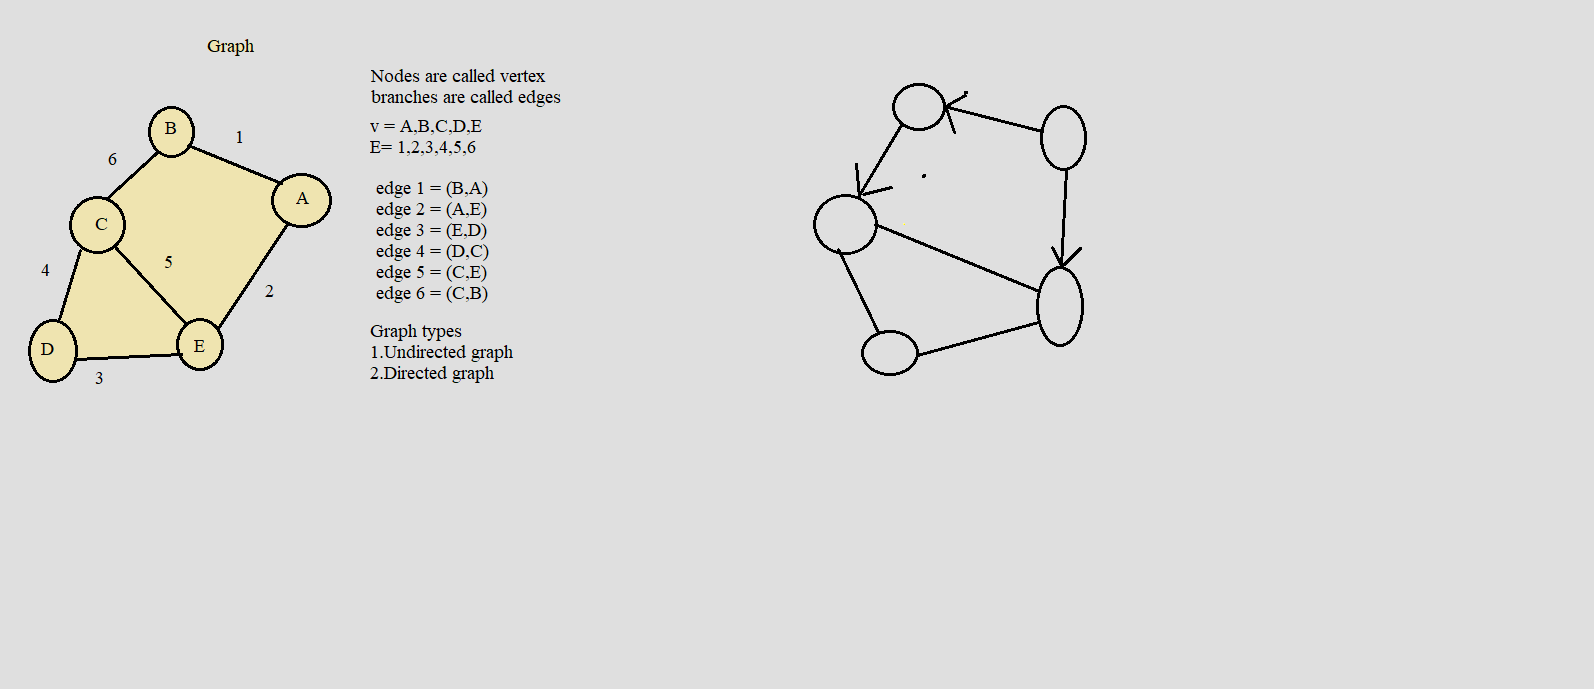 Graph
Nodes are called vertex
branches are called edges
v = A,B,C,D,E
E= 1,2,3,4,5,6
edge 1 = (B,A)
edge 2 = (A,E)
edge 3 = (E,D)
edge 4 = (D,C)
edge 5 = (C,E)
edge 6 = (C,B)
Graph types
1.Undirected graph
2.Directed graph
B
1
6
A
C
5
4
2
D
E
3